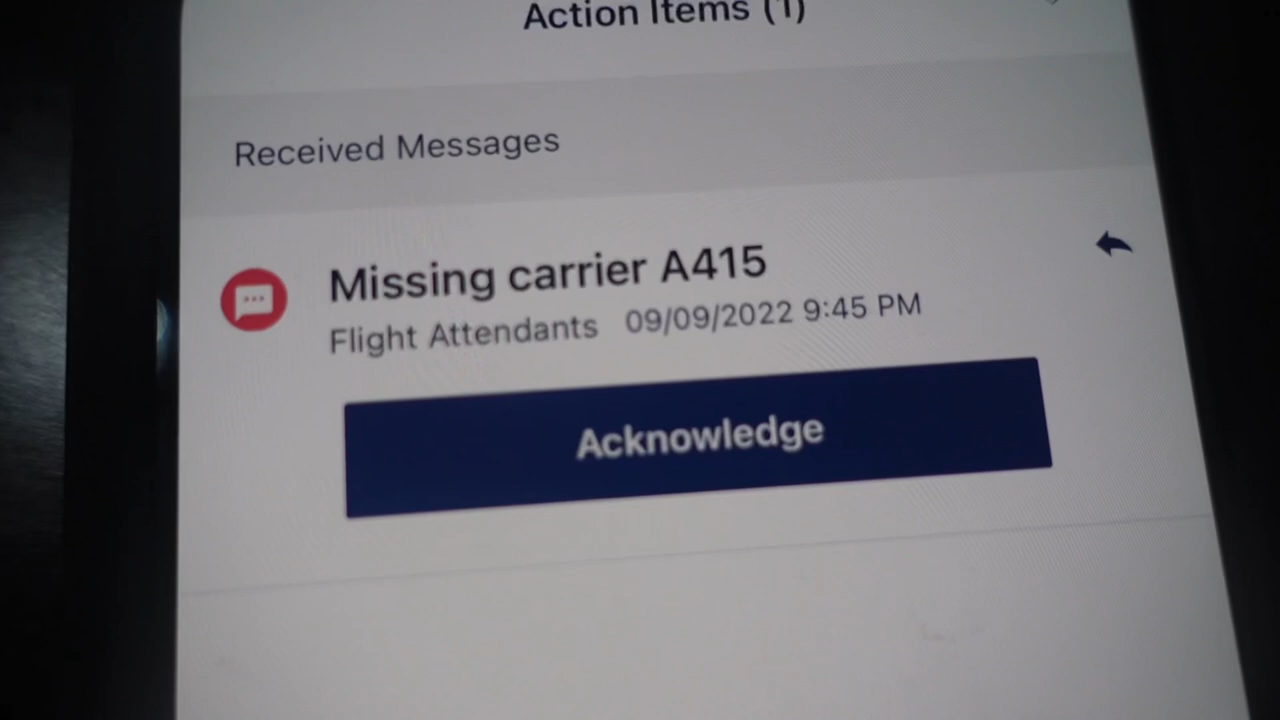 Action Items (1)
Received Messages
Missing carrier A415
Flight Attendants 09/09/2022 9:45 PM
Acknowledge